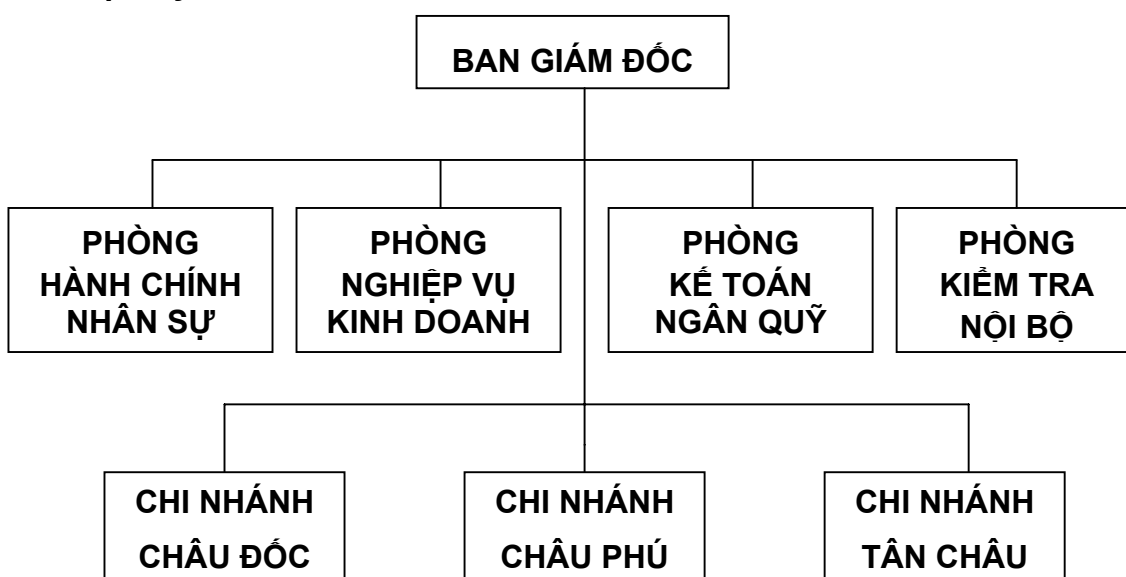 BAN GIÁM ĐỐC
PHÒNG
HÀNH CHÍNH
NHÂN SỰ
PHÒNG
NGHIỆP VỤ
KINH DOANH
PHÒNG
KẾ TOÁN
NGÂN QUỸ
PHÒNG
KIỂM TRA
NỘI BỘ
CHI NHÁNH
CHÂU ĐỐC
CHI NHÁNH
CHÂU PHÚ
CHI NHÁNH
TÂN CHÂU